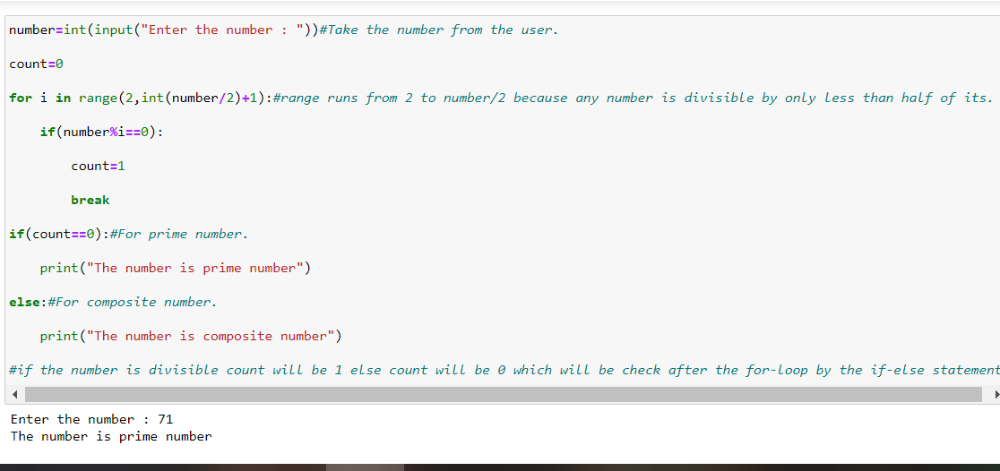 number=int(input("Enter the number : "))#Take the number from the user.
count=0
for i in range(2,int(number/2)+1):#range runs from 2 to number/2 because any number is divisible by only less than half of its.
    if(number%i==0):
        count=1
        break
if(count==0):#For prime number.
    print("The number is prime number")
else:#For composite number.
    print("The number is composite number")
#if the number is divisible count will be 1 else count will be 0 which will be check after the for-loop by the if-else statement
Enter the number : 71
The number is prime number